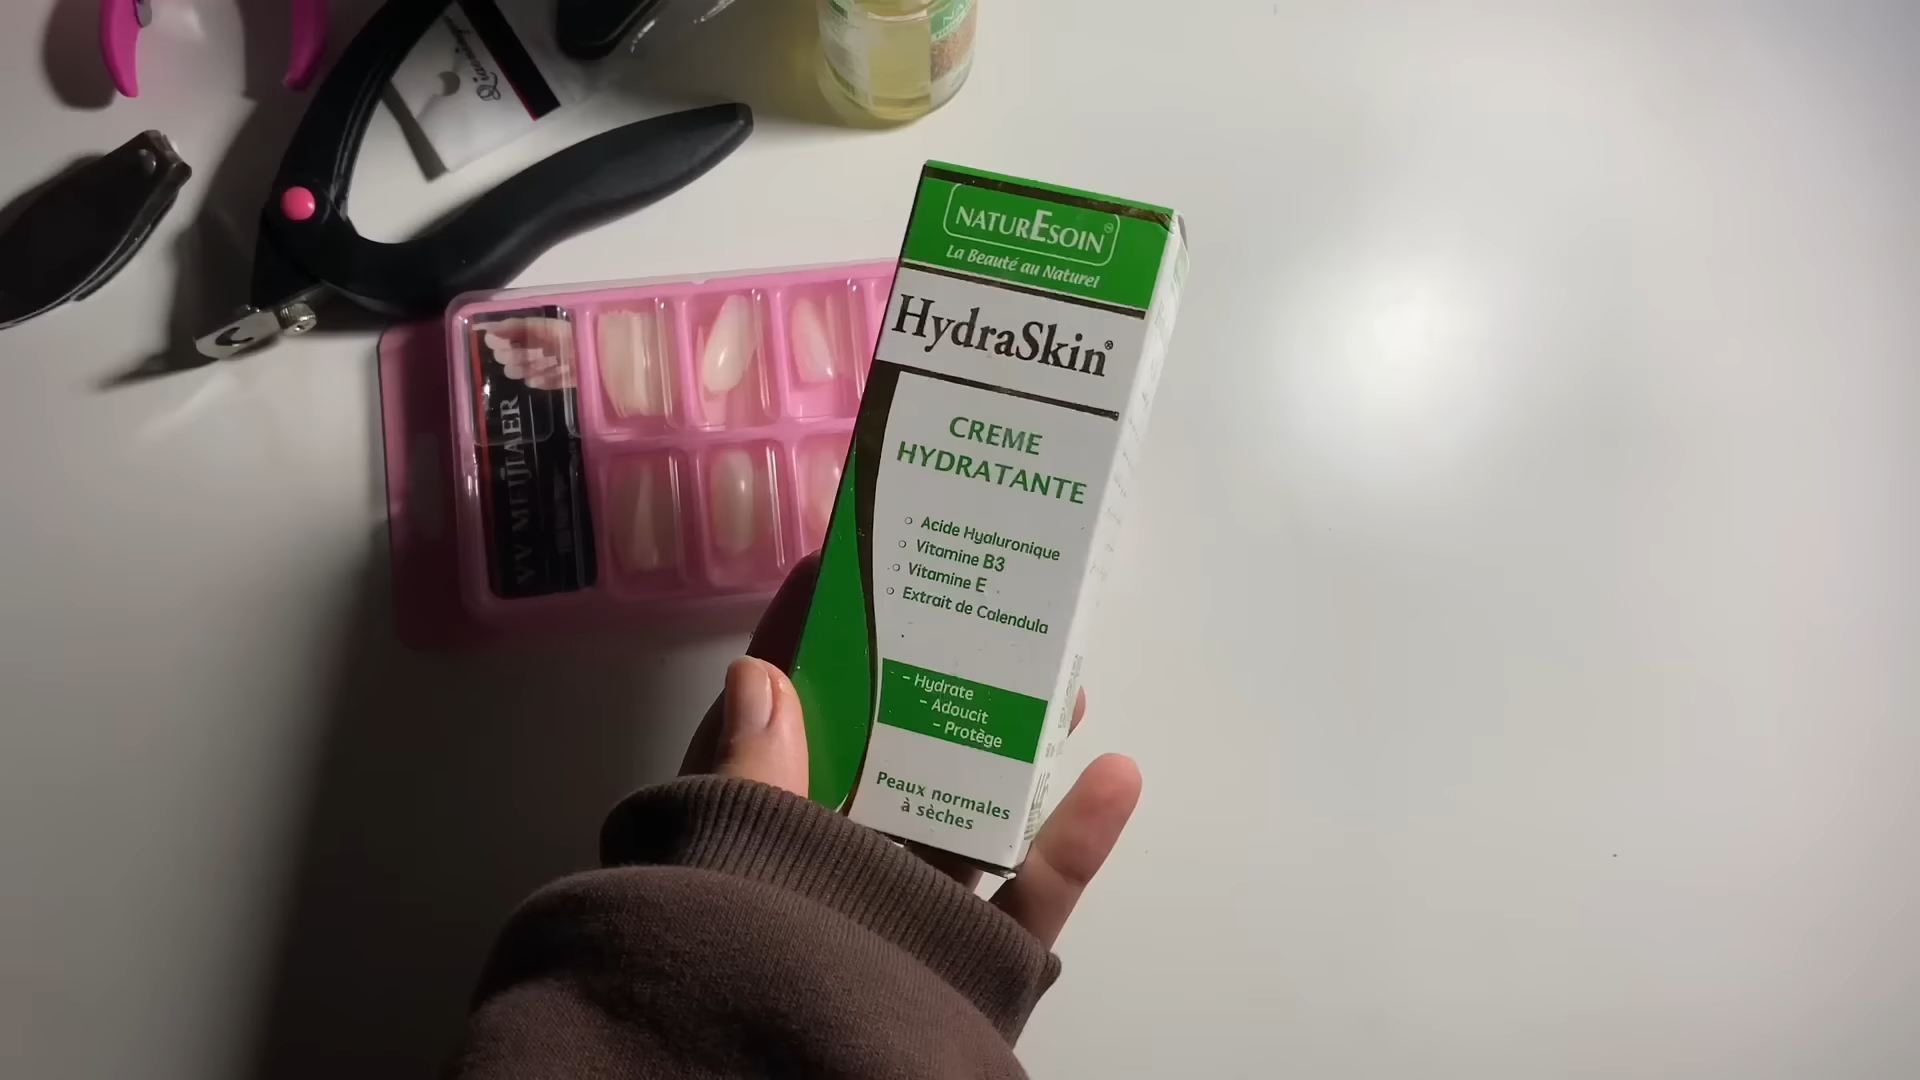 NATURESOIN
La Beauté au Naturel
HydraSkin®
CREME
HYDRATANTE
Acide Hyaluronique
Vitamine B3
Vitamine E
Extrait de Calendula
- Hydrate
- Adoucit
- Protège
Peaux normales
à sèches